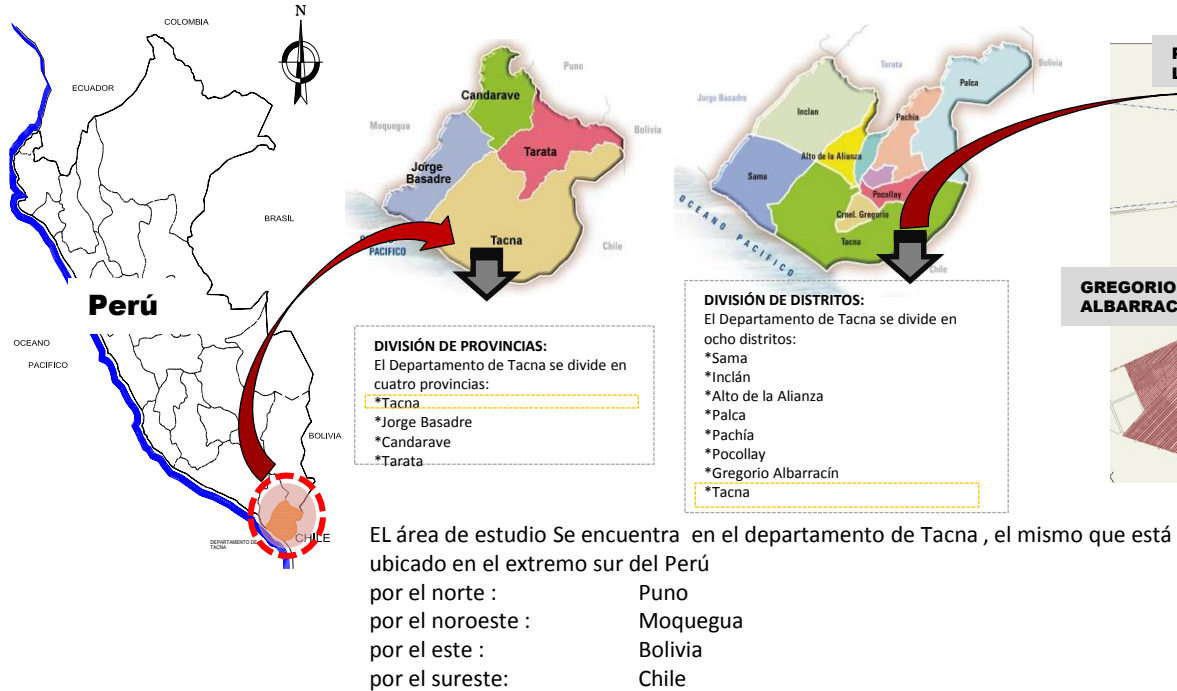 COLOMBIA
N
ECUADOR
BRASIL
Perú
OCEANO
PACIFICO
BOLIVIA
CHILE
DEPARTAMENTO DE
TACNA
Puno
Candarave
Moquegua
Bolivia
Tarata
Jorge
Basadre
Tacna
PACIFICO
Chile
Tarata
Bolivia
Palca
Jorge Basadre
Inclan
Pachia
Alto de la Alianza
Sama
Pocollay
Crnel. Gregorio
Tacna
OCEANO PACIFICO
Chile
GREGORIO
ALBARRAC
DIVISIÓN DE PROVINCIAS:
El Departamento de Tacna se divide en
cuatro provincias:
*Tacna
*Jorge Basadre
*Candarave
*Tarata
DIVISIÓN DE DISTRITOS:
El Departamento de Tacna se divide en
ocho distritos:
*Sama
*Inclán
*Alto de la Alianza
*Palca
*Pachía
*Pocollay
*Gregorio Albarracín
*Tacna
EL área de estudio Se encuentra en el departamento de Tacna , el mismo que está
ubicado en el extremo sur del Perú
por el norte : Puno
por el noroeste : Moquegua
por el este : Bolivia
por el sureste: Chile